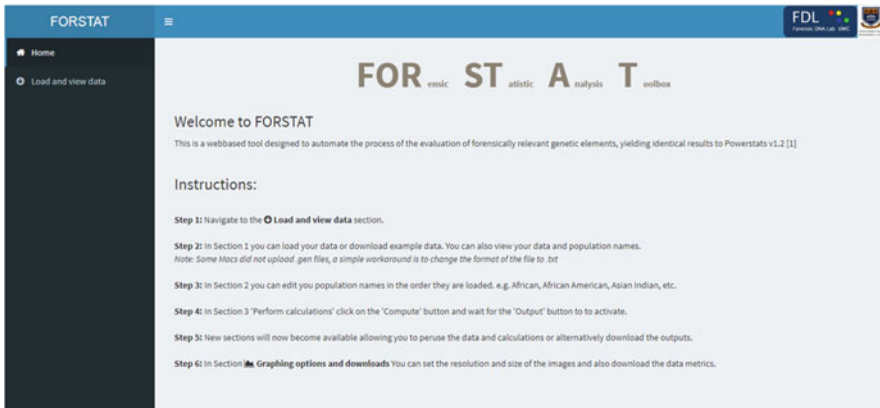 FORSTAT
FDL
Forensic DNA Lab UWC
Home
Load and view data
FORensic STatistic Analysis Toolbox
Welcome to FORSTAT
This is a webbased tool designed to automate the process of the evaluation of forensically relevant genetic elements, yielding identical results to Powerstats v1.2 [1]
Instructions:
Step 1: Navigate to the Load and view data section.
Step 2: In Section 1 you can load your data or download example data. You can also view your data and population names.
Note: Some Macs did not upload .gen files, a simple workaround is to change the format of the file to .txt
Step 3: In Section 2 you can edit you population names in the order they are loaded. e.g. African, African American, Asian Indian, etc.
Step 4: In Section 3 'Perform calculations' click on the 'Compute' button and wait for the 'Output' button to to activate.
Step 5: New sections will now become available allowing you to peruse the data and calculations or alternatively download the outputs.
Step 6: In Section Graphing options and downloads You can set the resolution and size of the images and also download the data metrics.